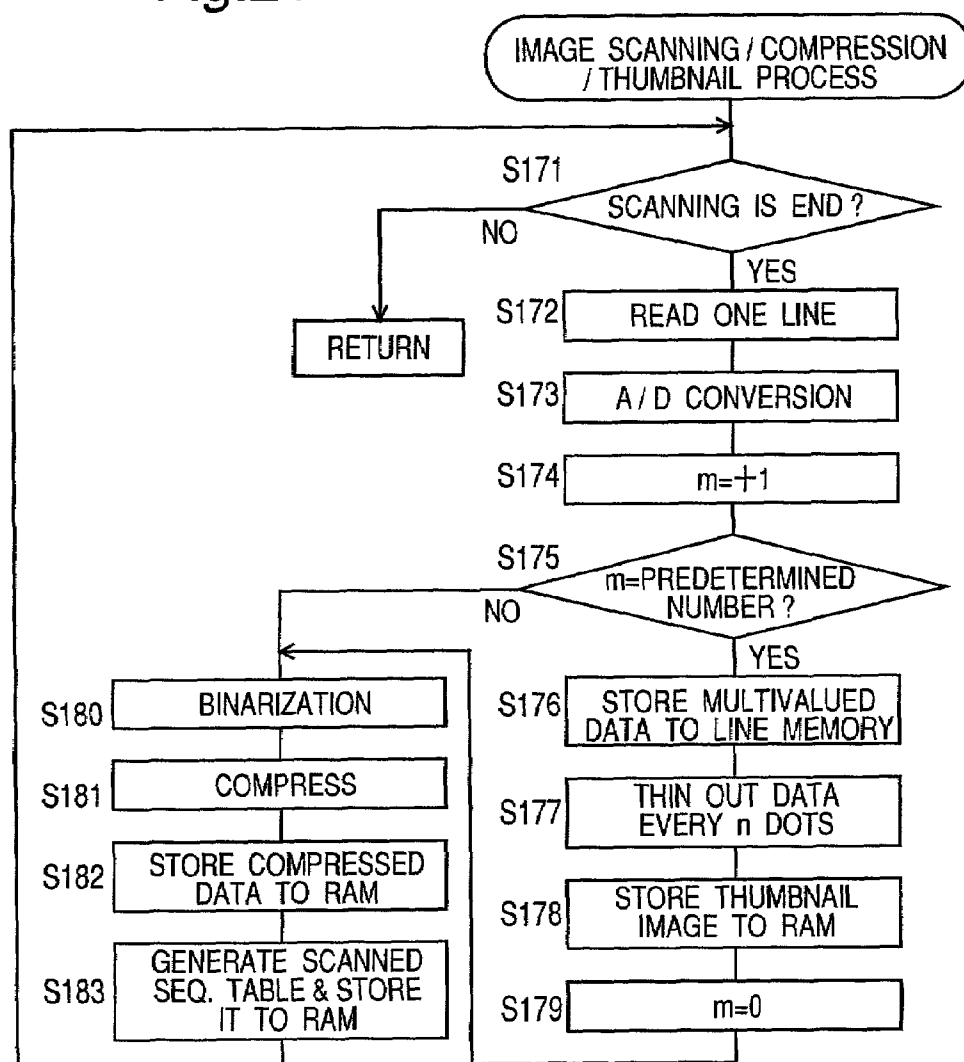 IMAGE SCANNING / COMPRESSION
/ THUMBNAIL PROCESS
S171
SCANNING IS END ?
NO
YES
RETURN
S172
READ ONE LINE
S173
A / D CONVERSION
S174
m=+1
S175
m=PREDETERMINED
NUMBER ?
NO
YES
S176
STORE MULTIVALUED
DATA TO LINE MEMORY
S177
THIN OUT DATA
EVERY n DOTS
S178
STORE THUMBNAIL
IMAGE TO RAM
S179
m=0
S180
BINARIZATION
S181
COMPRESS
S182
STORE COMPRESSED
DATA TO RAM
S183
GENERATE SCANNED
SEQ. TABLE & STORE
IT TO RAM